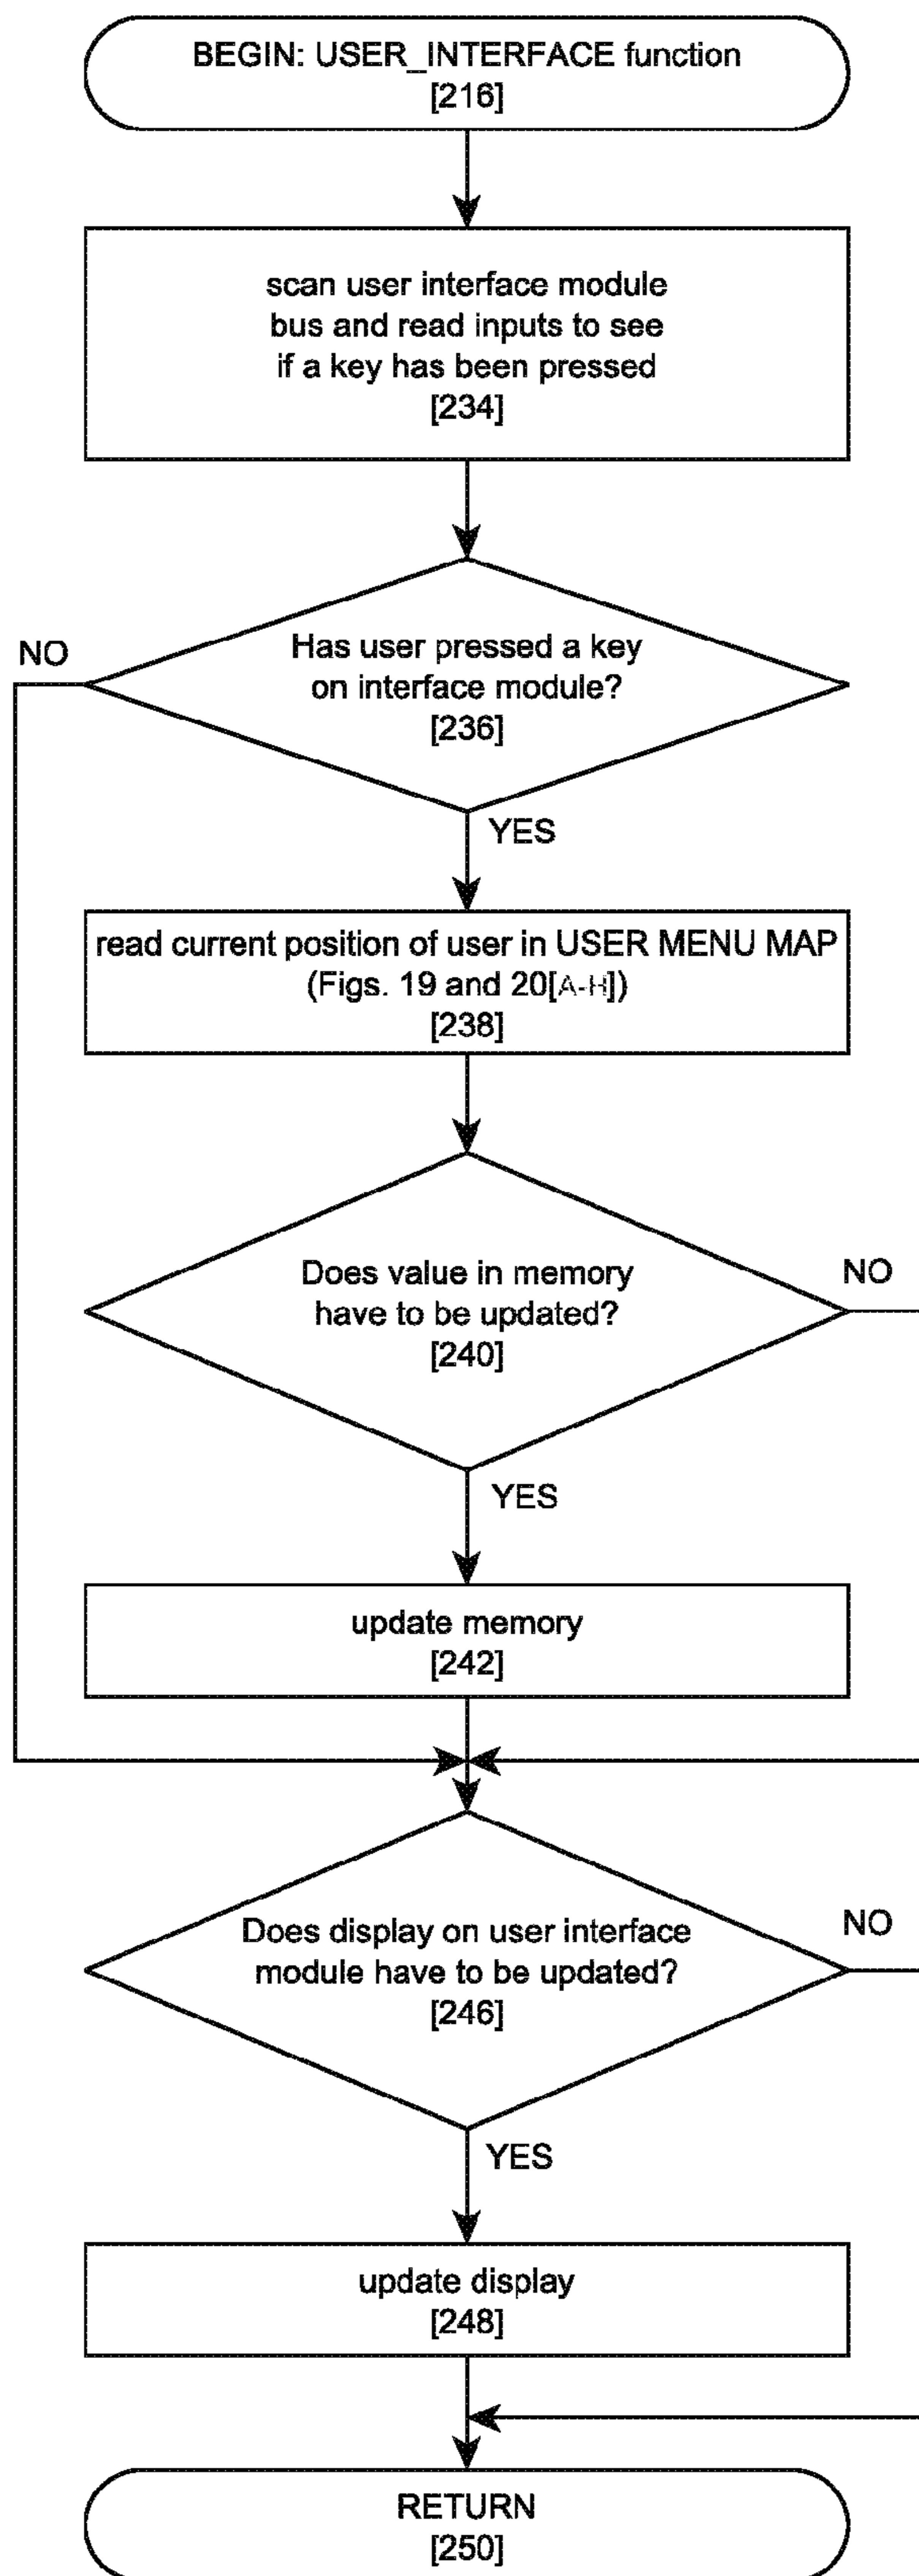 BEGIN: USER_INTERFACE function
[216]
scan user interface module
bus and read inputs to see
if a key has been pressed
[234]
NO
Has user pressed a key
on interface module?
[236]
YES
read current position of user in USER MENU MAP
(Figs. 19 and 20[A-H])
[238]
Does value in memory
have to be updated?
[240]
NO
YES
update memory
[242]
Does display on user interface
module have to be updated?
[246]
NO
YES
update display
[248]
RETURN
[250]